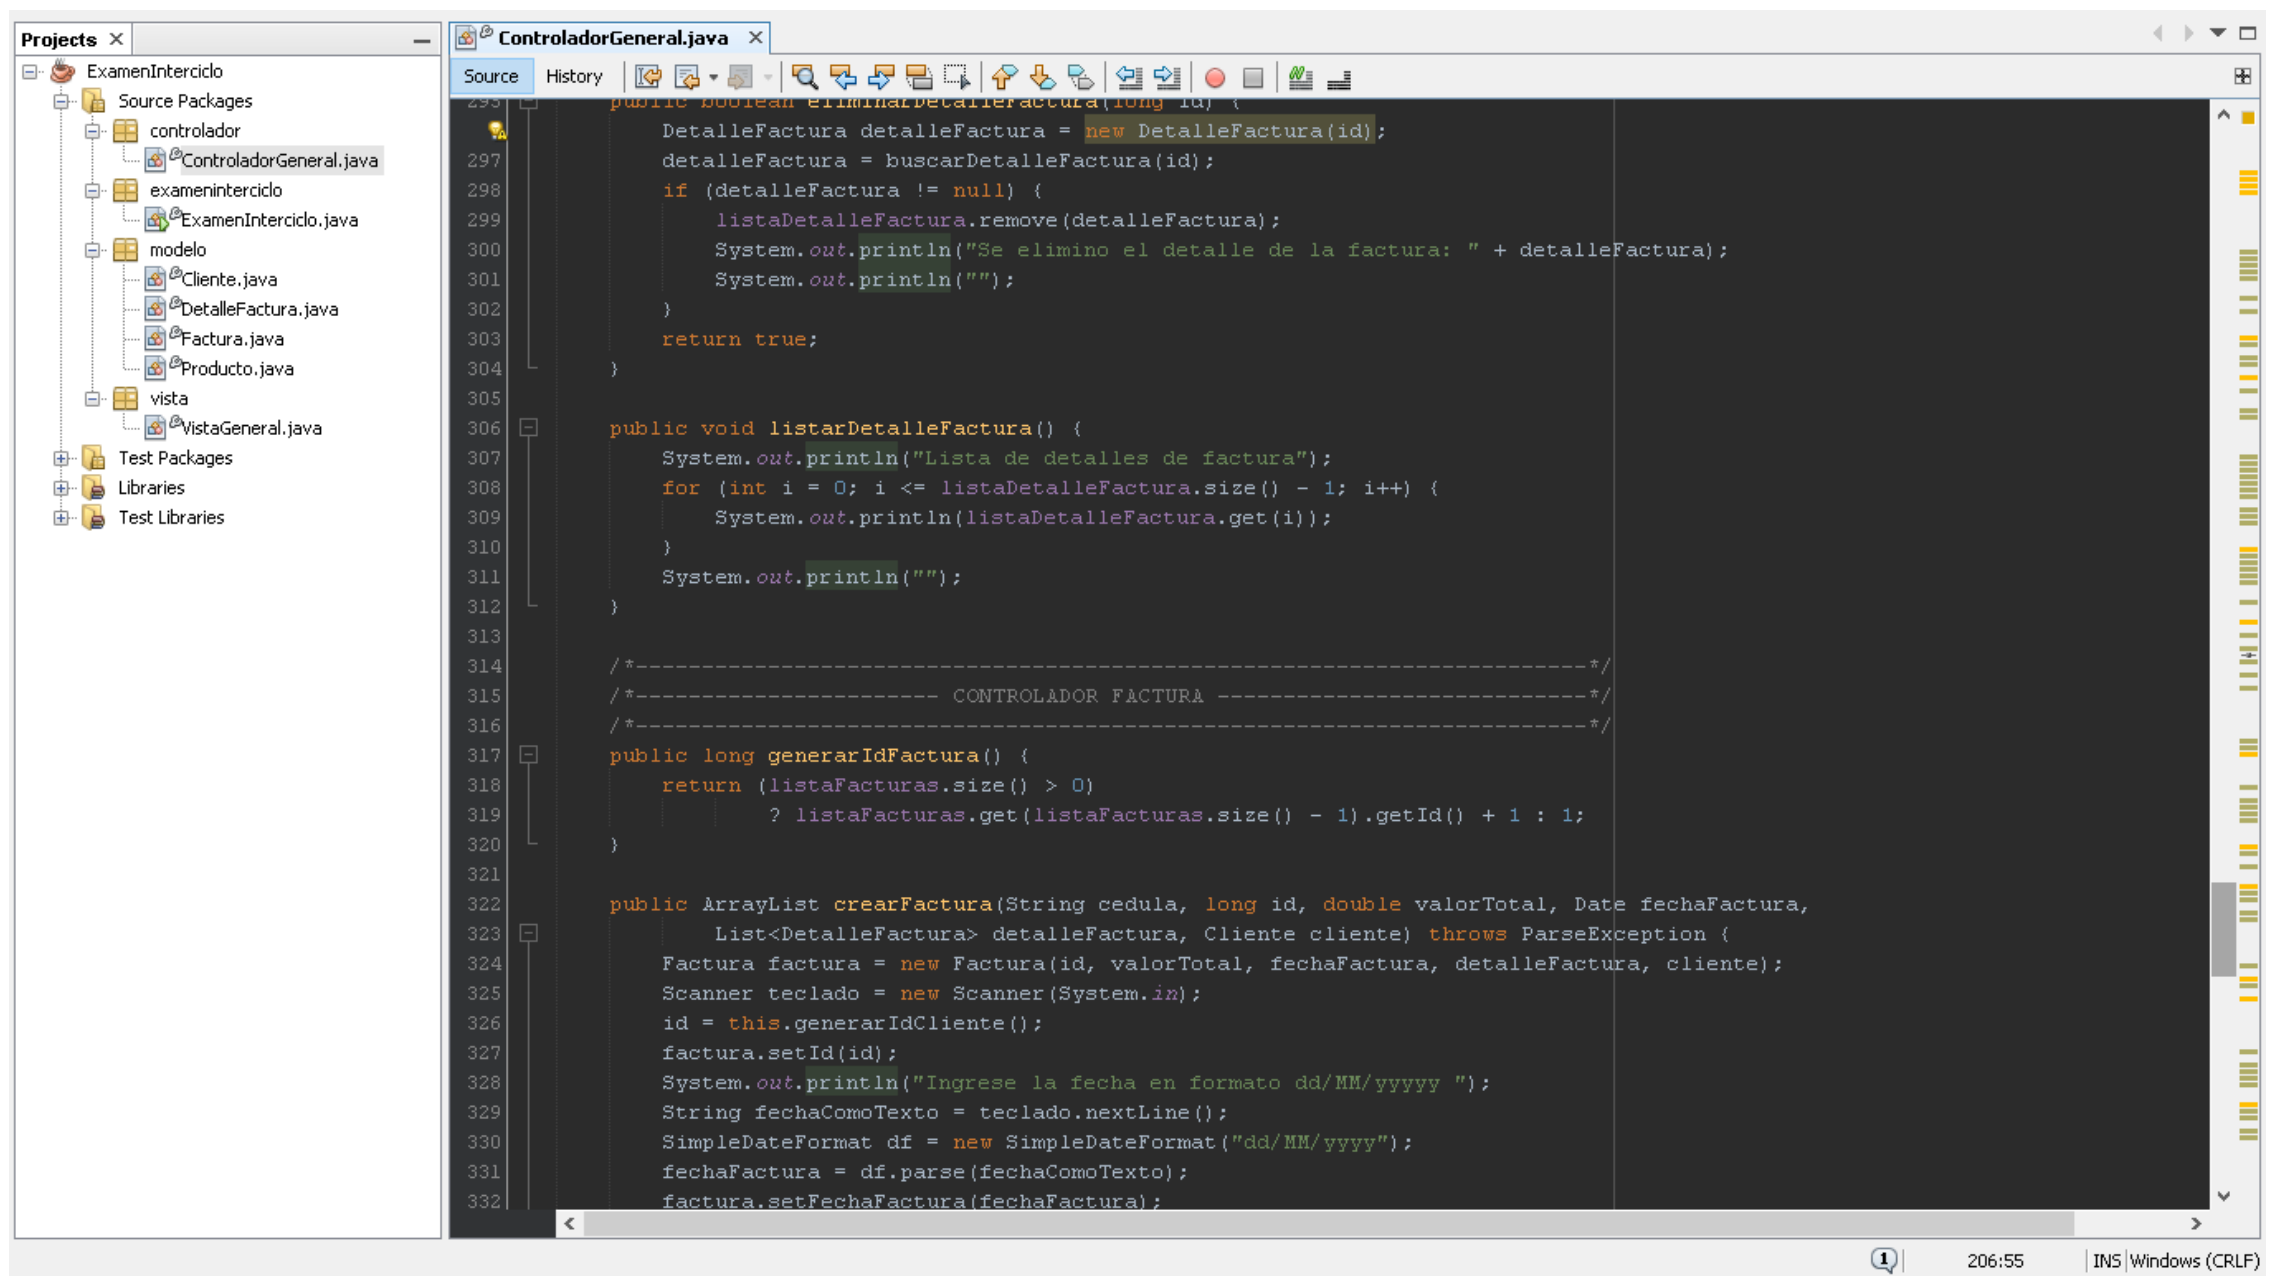 Projects
ExamenInterciclo
Source Packages
controlador
ControladorGeneral.java
exameninterciclo
ExamenInterciclo.java
modelo
Cliente.java
DetalleFactura.java
Factura.java
Producto.java
vista
VistaGeneral.java
Test Packages
Libraries
Test Libraries
ControladorGeneral.java
Source History
295 public boolean eliminarDetalleFactura(long id) {
DetalleFactura detalleFactura = new DetalleFactura(id);
297 detalleFactura = buscarDetalleFactura(id);
298 if (detalleFactura != null) {
299 listaDetalleFactura.remove(detalleFactura);
300 System.out.println("Se elimino el detalle de la factura: " + detalleFactura);
301 System.out.println("");
302 }
303 return true;
304 }
305
306 public void listarDetalleFactura() {
307 System.out.println("Lista de detalles de factura");
308 for (int i = 0; i <= listaDetalleFactura.size() - 1; i++) {
309 System.out.println(listaDetalleFactura.get(i));
310 }
311 System.out.println("");
312 }
313
314 /*------------------------------------------------------------------------*/
315 /*----------------------- CONTROLADOR FACTURA ----------------------------*/
316 /*------------------------------------------------------------------------*/
317 public long generarIdFactura() {
318 return (listaFacturas.size() > 0)
319 ? listaFacturas.get(listaFacturas.size() - 1).getId() + 1 : 1;
320 }
321
322 public ArrayList crearFactura(String cedula, long id, double valorTotal, Date fechaFactura,
323 List<DetalleFactura> detalleFactura, Cliente cliente) throws ParseException {
324 Factura factura = new Factura(id, valorTotal, fechaFactura, detalleFactura, cliente);
325 Scanner teclado = new Scanner(System.in);
326 id = this.generarIdCliente();
327 factura.setId(id);
328 System.out.println("Ingrese la fecha en formato dd/MM/yyyyy ");
329 String fechaComoTexto = teclado.nextLine();
330 SimpleDateFormat df = new SimpleDateFormat("dd/MM/yyyy");
331 fechaFactura = df.parse(fechaComoTexto);
332 factura.setFechaFactura(fechaFactura);
1 206:55 INS Windows (CRLF)